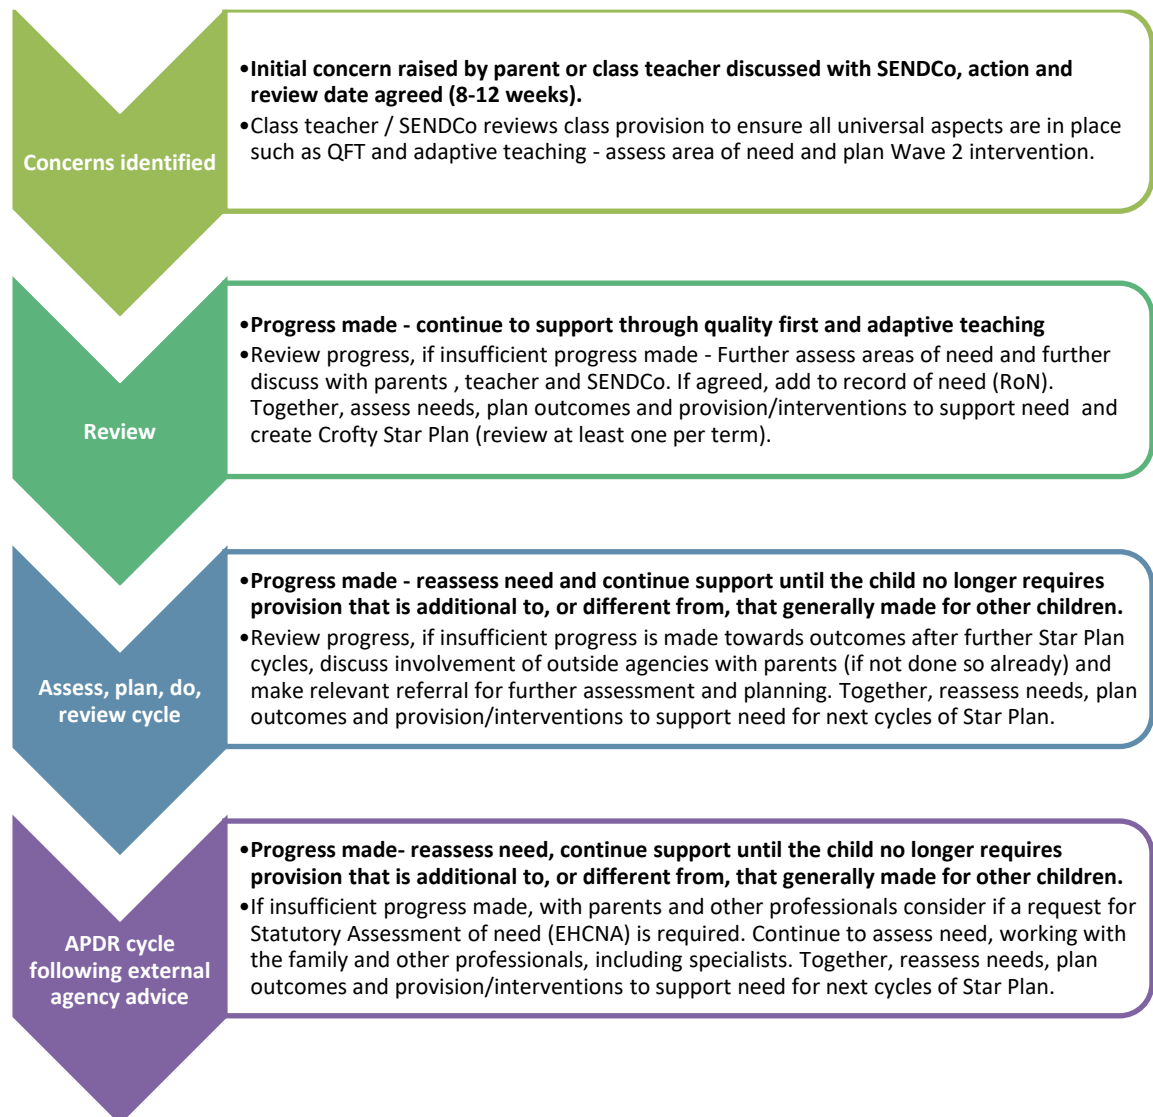 Concerns identified
•Initial concern raised by parent or class teacher discussed with SENDCo, action and
review date agreed (8-12 weeks).
•Class teacher / SENDCo reviews class provision to ensure all universal aspects are in place
such as QFT and adaptive teaching - assess area of need and plan Wave 2 intervention.
Review
•Progress made - continue to support through quality first and adaptive teaching
•Review progress, if insufficient progress made - Further assess areas of need and further
discuss with parents , teacher and SENDCo. If agreed, add to record of need (RoN).
Together, assess needs, plan outcomes and provision/interventions to support need  and
create Crofty Star Plan (review at least one per term).
Assess, plan, do,
review cycle
•Progress made - reassess need and continue support until the child no longer requires
provision that is additional to, or different from, that generally made for other children.
•Review progress, if insufficient progress is made towards outcomes after further Star Plan
cycles, discuss involvement of outside agencies with parents (if not done so already) and
make relevant referral for further assessment and planning. Together, reassess needs, plan
outcomes and provision/interventions to support need for next cycles of Star Plan.
APDR cycle
following external
agency advice
•Progress made- reassess need, continue support until the child no longer requires
provision that is additional to, or different from, that generally made for other children.
•If insufficient progress made, with parents and other professionals consider if a request for
Statutory Assessment of need (EHCNA) is required. Continue to assess need, working with
the family and other professionals, including specialists. Together, reassess needs, plan
outcomes and provision/interventions to support need for next cycles of Star Plan.